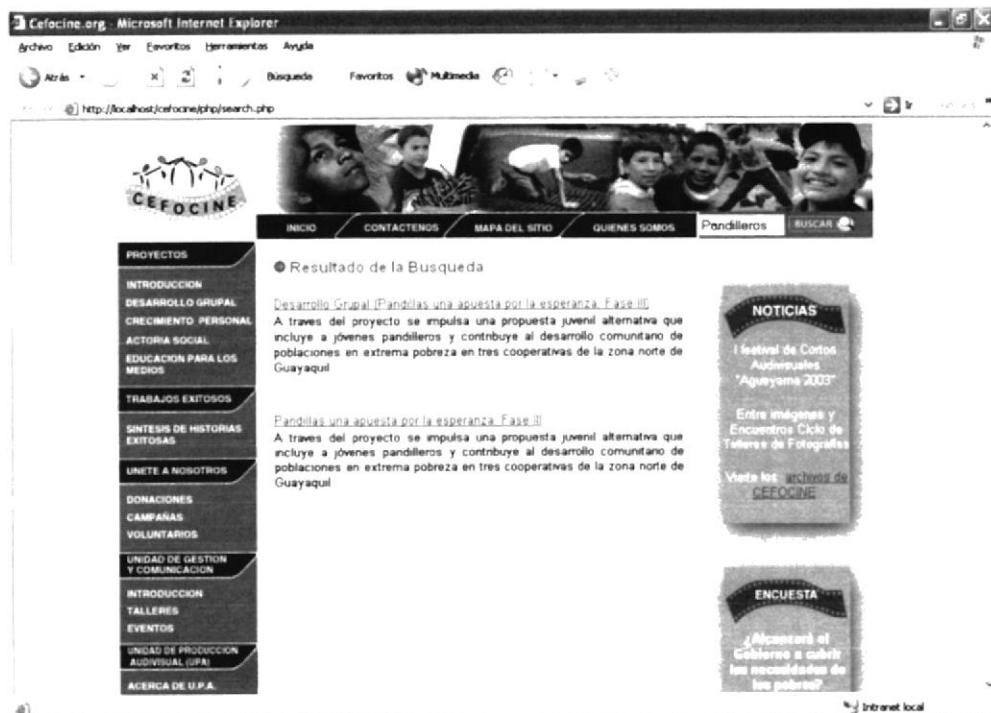 Cefocine.org - Microsoft Internet Explorer
Archivo Edición Ver Favoritos Herramientas Ayuda
Atrás Búsqueda Favoritos Multimedia
http://localhost/cefocine/php/search.php Ir
CEFOCINE
INICIO CONTACTENOS MAPA DEL SITIO QUIENES SOMOS Pandilleros BUSCAR
PROYECTOS
INTRODUCCION
DESARROLLO GRUPAL
CRECIMIENTO PERSONAL
ACTORIA SOCIAL
EDUCACION PARA LOS
MEDIOS
TRABAJOS EXITOSOS
SINTESIS DE HISTORIAS
EXITOSAS
UNETE A NOSOTROS
DONACIONES
CAMPAÑAS
VOLUNTARIOS
UNIDAD DE GESTION
Y COMUNICACION
INTRODUCCION
TALLERES
EVENTOS
UNIDAD DE PRODUCCION
AUDIVISUAL (UPA)
ACERCA DE U.P.A.
Resultado de la Busqueda
Desarrollo Grupal (Pandillas una apuesta por la esperanza. Fase III)
A traves del proyecto se impulsa una propuesta juvenil alternativa que
incluye a jóvenes pandilleros y contribuye al desarrollo comunitario de
poblaciones en extrema pobreza en tres cooperativas de la zona norte de
Guayaquil
Pandillas una apuesta por la esperanza. Fase III
A traves del proyecto se impulsa una propuesta juvenil alternativa que
incluye a jóvenes pandilleros y contribuye al desarrollo comunitario de
poblaciones en extrema pobreza en tres cooperativas de la zona norte de
Guayaquil
NOTICIAS
I festival de Cortos
Audivisuales
"Agueyama 2003"
Entre imágenes y
Encuentros Ciclo de
Talleres de Fotografias
Visite los archivos de
CEFOCINE
ENCUESTA
¿Alcanzará el
Gobierno a cubrir
las necesidades de
los pobres?
Intranet local